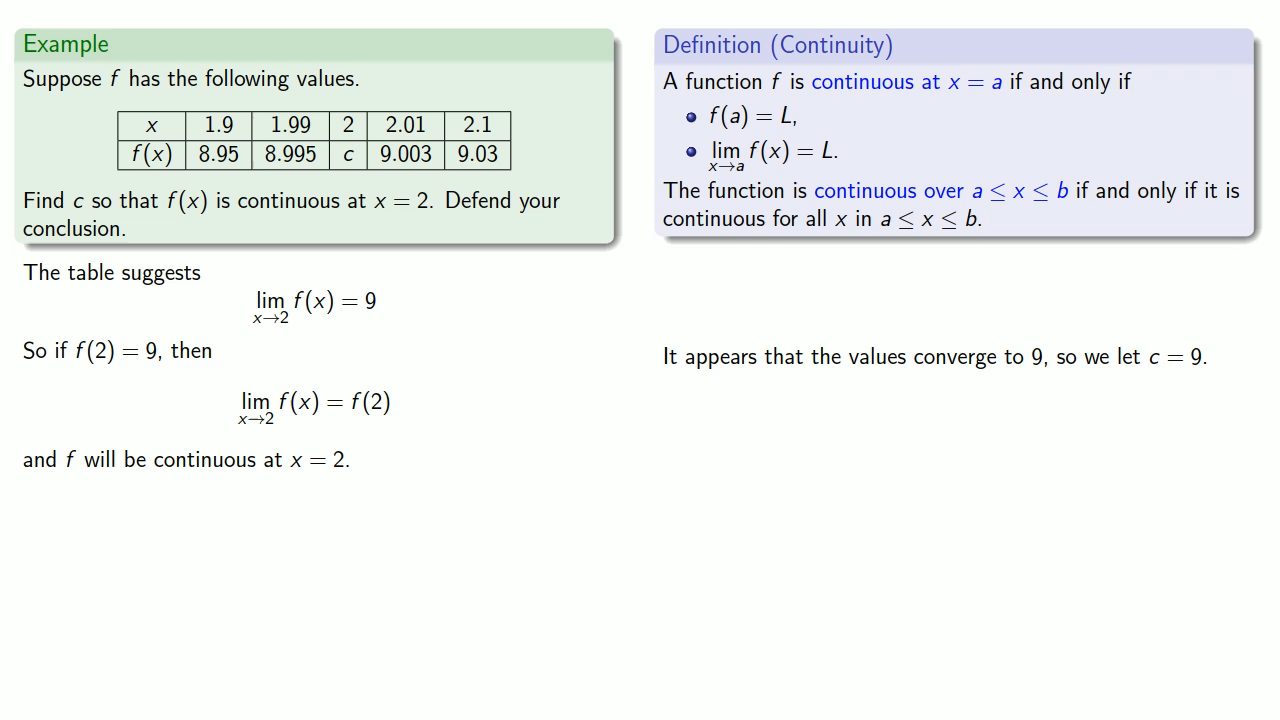 Example
Suppose f has the following values.
x 1.9 1.99 2 2.01 2.1
f(x) 8.95 8.995 c 9.003 9.03
Find c so that f(x) is continuous at x = 2. Defend your
conclusion.
The table suggests
lim f(x) = 9
x→2
So if f(2) = 9, then
lim f(x) = f(2)
x→2
and f will be continuous at x = 2.
Definition (Continuity)
A function f is continuous at x = a if and only if
f(a) = L,
lim f(x) = L.
x→a
The function is continuous over a ≤ x ≤ b if and only if it is
continuous for all x in a ≤ x ≤ b.
It appears that the values converge to 9, so we let c = 9.